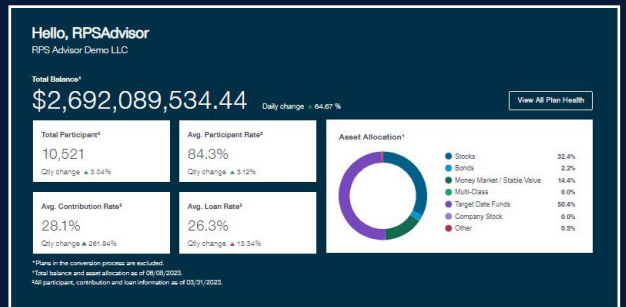 Hello, RPSAdvisor
RPS Advisor Demo LLC
Total Balance¹
$2,692,089,534.44 Daily change ▲ 64.67 %
View All Plan Health
Total Participant²
10,521
Qtly change ▲ 3.04%
Avg. Participant Rate²
84.3%
Qtly change ▲ 3.12%
Avg. Contribution Rate²
28.1%
Qtly change ▲ 261.94%
Avg. Loan Rate²
26.3%
Qtly change ▲ 13.34%
Asset Allocation¹
Stocks 32.4%
Bonds 2.2%
Money Market / Stable Value 14.4%
Multi-Class 0.0%
Target Date Funds 50.4%
Company Stock 0.0%
Other 0.5%
*Plans in the conversion process are excluded.
¹Total balance and asset allocation as of 08/08/2023.
²All participant, contribution and loan information as of 03/31/2023.